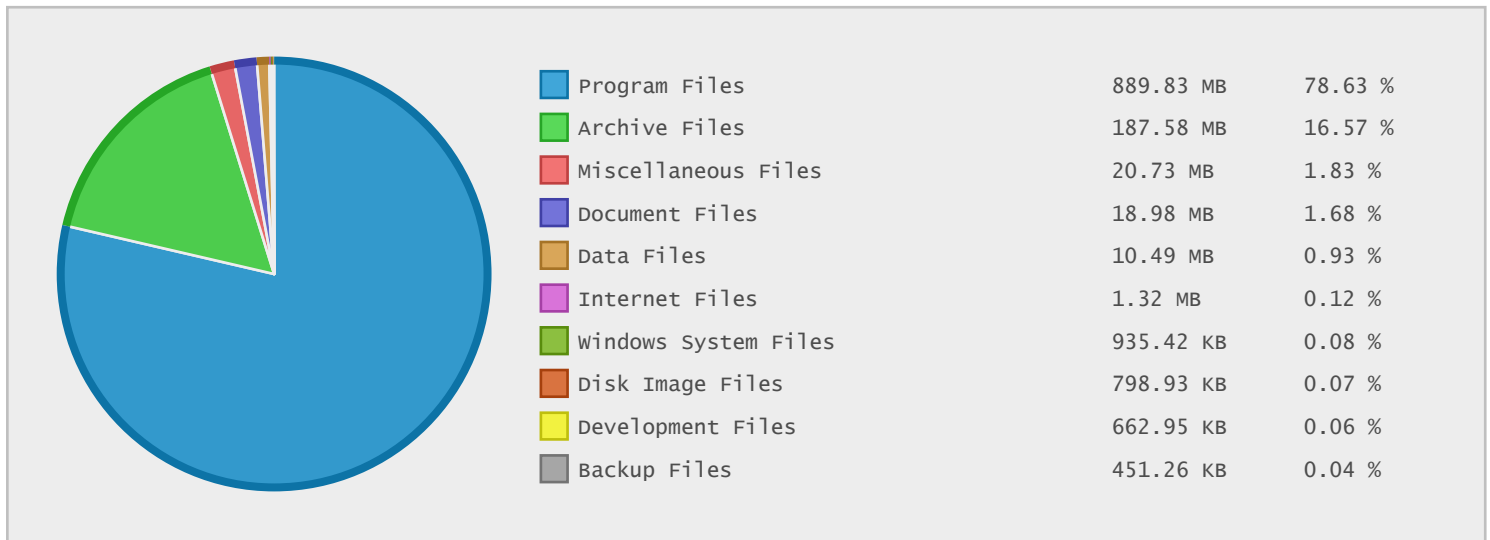 Program Files 889.83 MB 78.63 %
Archive Files 187.58 MB 16.57 %
Miscellaneous Files 20.73 MB 1.83 %
Document Files 18.98 MB 1.68 %
Data Files 10.49 MB 0.93 %
Internet Files 1.32 MB 0.12 %
Windows System Files 935.42 KB 0.08 %
Disk Image Files 798.93 KB 0.07 %
Development Files 662.95 KB 0.06 %
Backup Files 451.26 KB 0.04 %